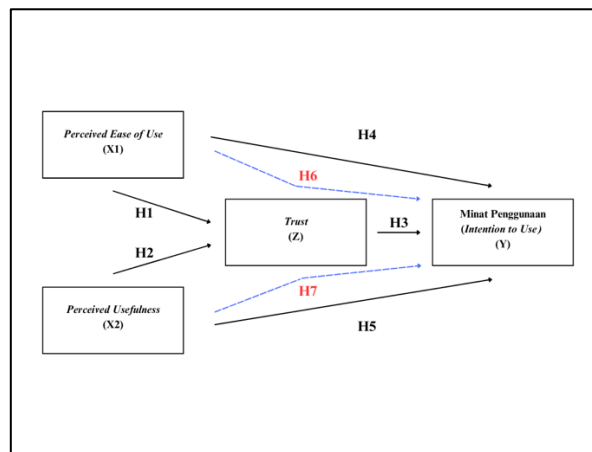 Perceived Ease of Use
(X1)
H4
H6
H1
Trust
(Z)
H3
Minat Penggunaan
(Intention to Use)
(Y)
H2
Perceived Usefulness
(X2)
H7
H5